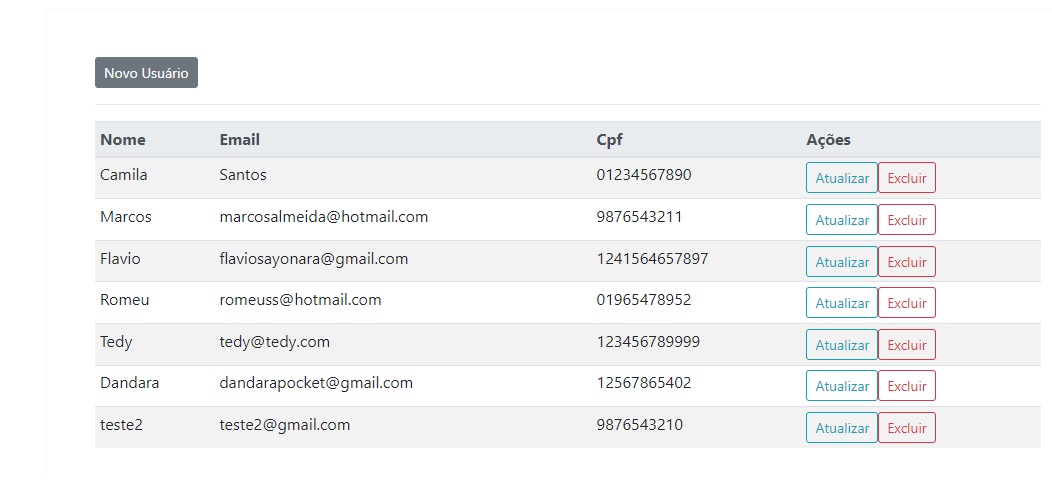 Novo Usuário
Nome Email Cpf Ações
Camila Santos 01234567890 Atualizar Excluir
Marcos marcosalmeida@hotmail.com 9876543211 Atualizar Excluir
Flavio flaviosayonara@gmail.com 1241564657897 Atualizar Excluir
Romeu romeuss@hotmail.com 01965478952 Atualizar Excluir
Tedy tedy@tedy.com 123456789999 Atualizar Excluir
Dandara dandarapocket@gmail.com 12567865402 Atualizar Excluir
teste2 teste2@gmail.com 9876543210 Atualizar Excluir